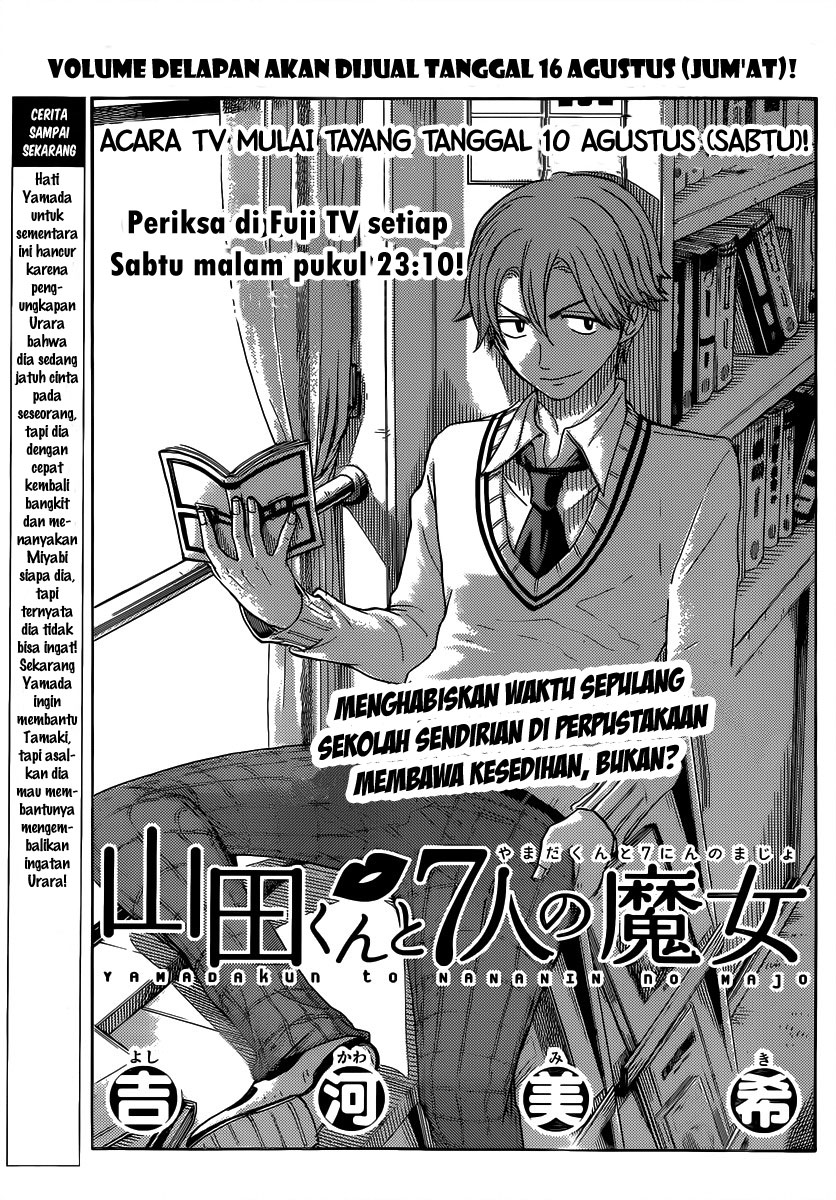 VOLUME DELAPAN AKAN DIJUAL TANGGAL 16 AGUSTUS (JUM'AT)!
CERITA
SAMPAI
SEKARANG
Hati
Yamada
untuk
sementara
ini hancur
karena
peng-
ungkapan
Urara
bahwa
dia sedang
jatuh cinta
pada
seseorang,
tapi dia
dengan
cepat
kembali
bangkit
dan me-
nanyakan
Miyabi
siapa dia,
tapi
ternyata
dia tidak
bisa ingat!
Sekarang
Yamada
ingin
membantu
Tamaki,
tapi asal-
kan dia
mau mem-
bantunya
mengem-
balikan
ingatan
Urara!
ACARA TV MULAI TAYANG TANGGAL 10 AGUSTUS (SABTU)!
Periksa di Fuji TV setiap
Sabtu malam pukul 23:10!
MENGHABISKAN WAKTU SEPULANG
SEKOLAH SENDIRIAN DI PERPUSTAKAAN
MEMBAWA KESEDIHAN, BUKAN?
やまだくんと7にんのまじょ
山田くんと7人の魔女
YAMADAKUN to NANANIN no MAJO
よし かわ み き
吉河美希